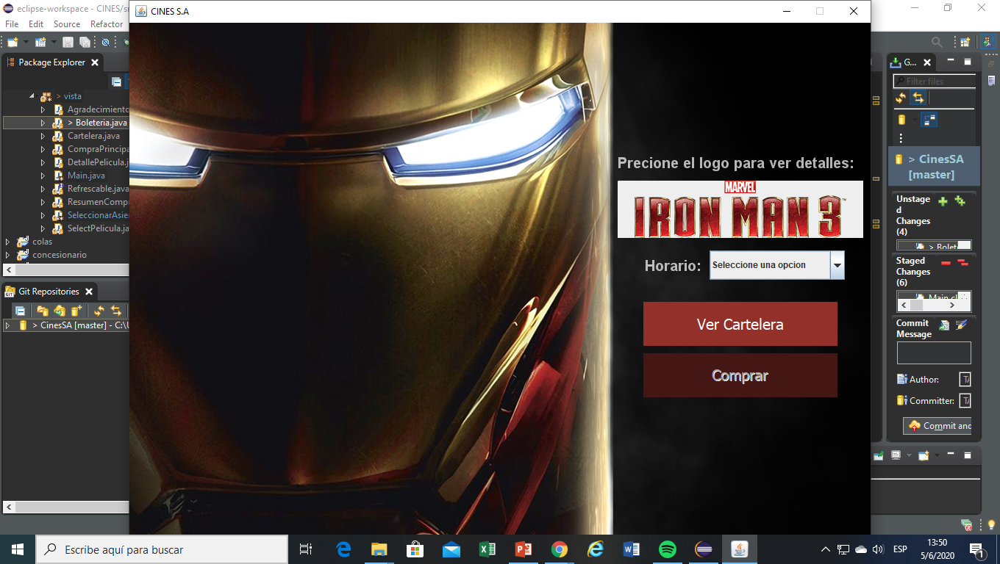 eclipse-workspace - CINES/s
CINES S.A
File Edit Source Refactor
Package Explorer
> vista
Agradecimiento
> Boleteria.java
Cartelera.java
CompraPrincipa
DetallePelicula.j
Main.java
Refrescable.java
ResumenCompr
SeleccionarAsie
SelectPelicula.ja
colas
concesionario
Git Repositories
> CinesSA [master] - C:\U
Precione el logo para ver detalles:
MARVEL
IRON MAN 3
Horario: Seleccione una opcion
Ver Cartelera
Comprar
G...
Filter files
> CinesSA
[master]
Unstage
d
Changes
(4)
> Bolet
Staged
Changes
(6)
Main.cl
Commit
Message
Author:
Committer:
Commit and
Escribe aquí para buscar
ESP
13:50
5/6/2020
1